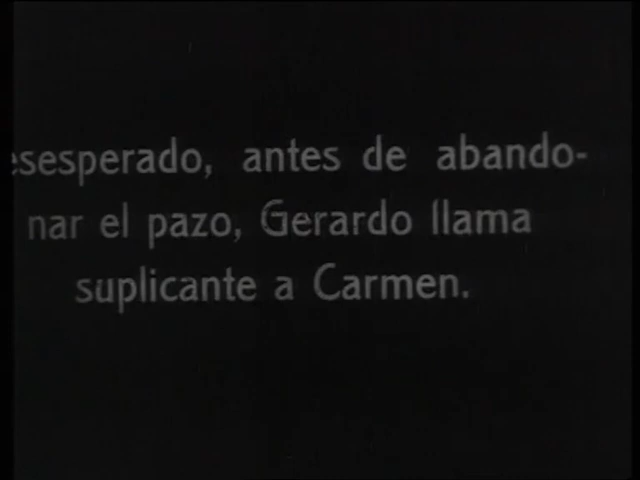 esesperado, antes de abando-
nar el pazo, Gerardo llama
suplicante a Carmen.